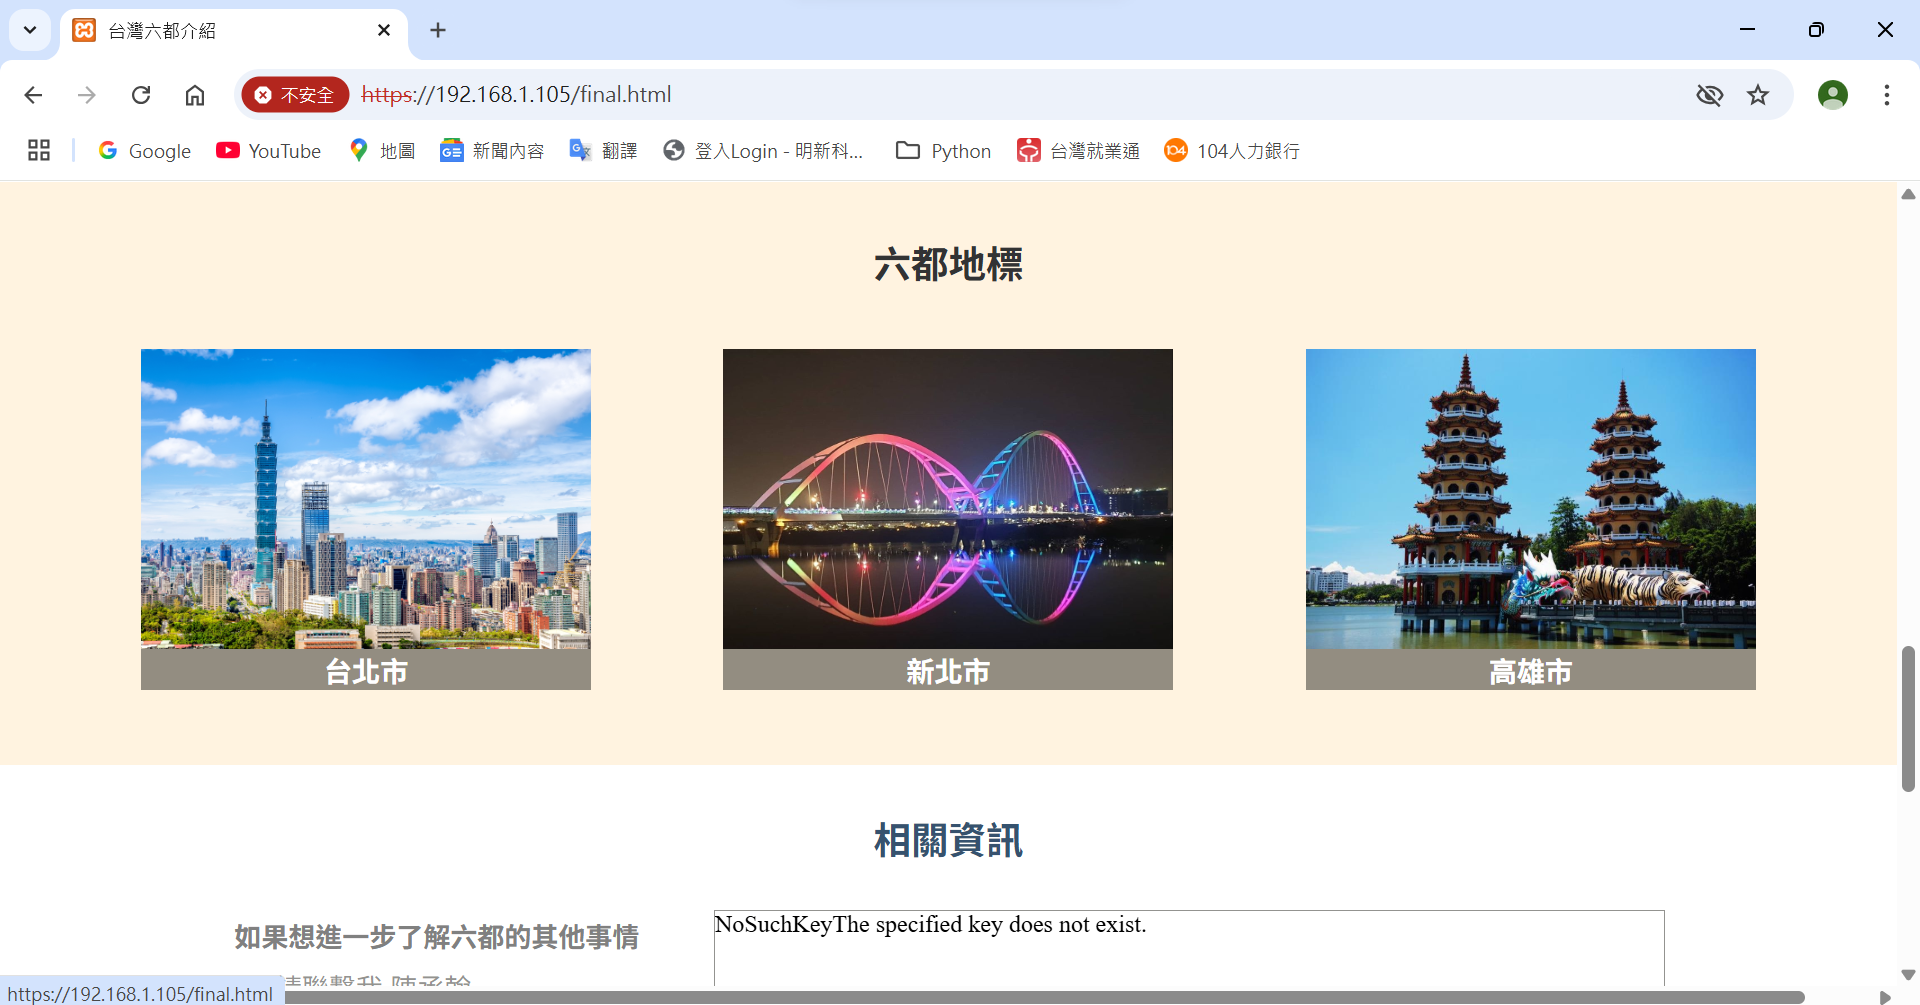 台灣六都介紹
不安全 https://192.168.1.105/final.html
Google YouTube 地圖 新聞內容 翻譯 登入Login - 明新科... Python 台灣就業通 104人力銀行
六都地標
台北市 新北市 高雄市
相關資訊
如果想進一步了解六都的其他事情
NoSuchKeyThe specified key does not exist.
https://192.168.1.105/final.html